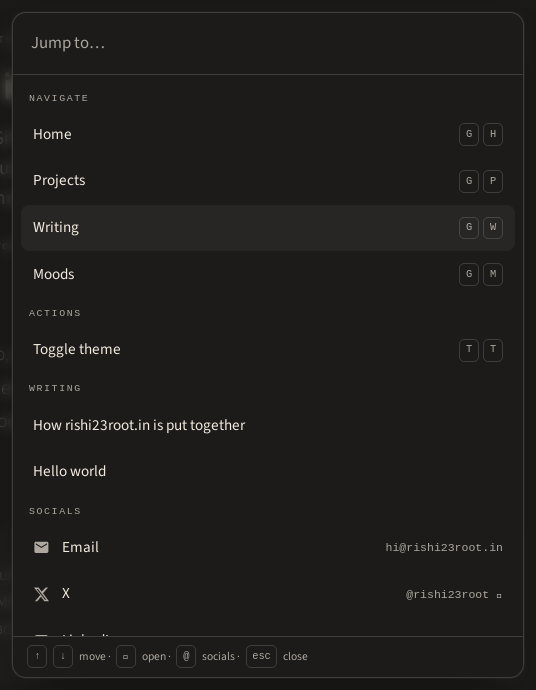 Jump to…
NAVIGATE
Home G H
Projects G P
Writing G W
Moods G M
ACTIONS
Toggle theme T T
WRITING
How rishi23root.in is put together
Hello world
SOCIALS
Email hi@rishi23root.in
X @rishi23root
↑ ↓ move · open · @ socials · esc close